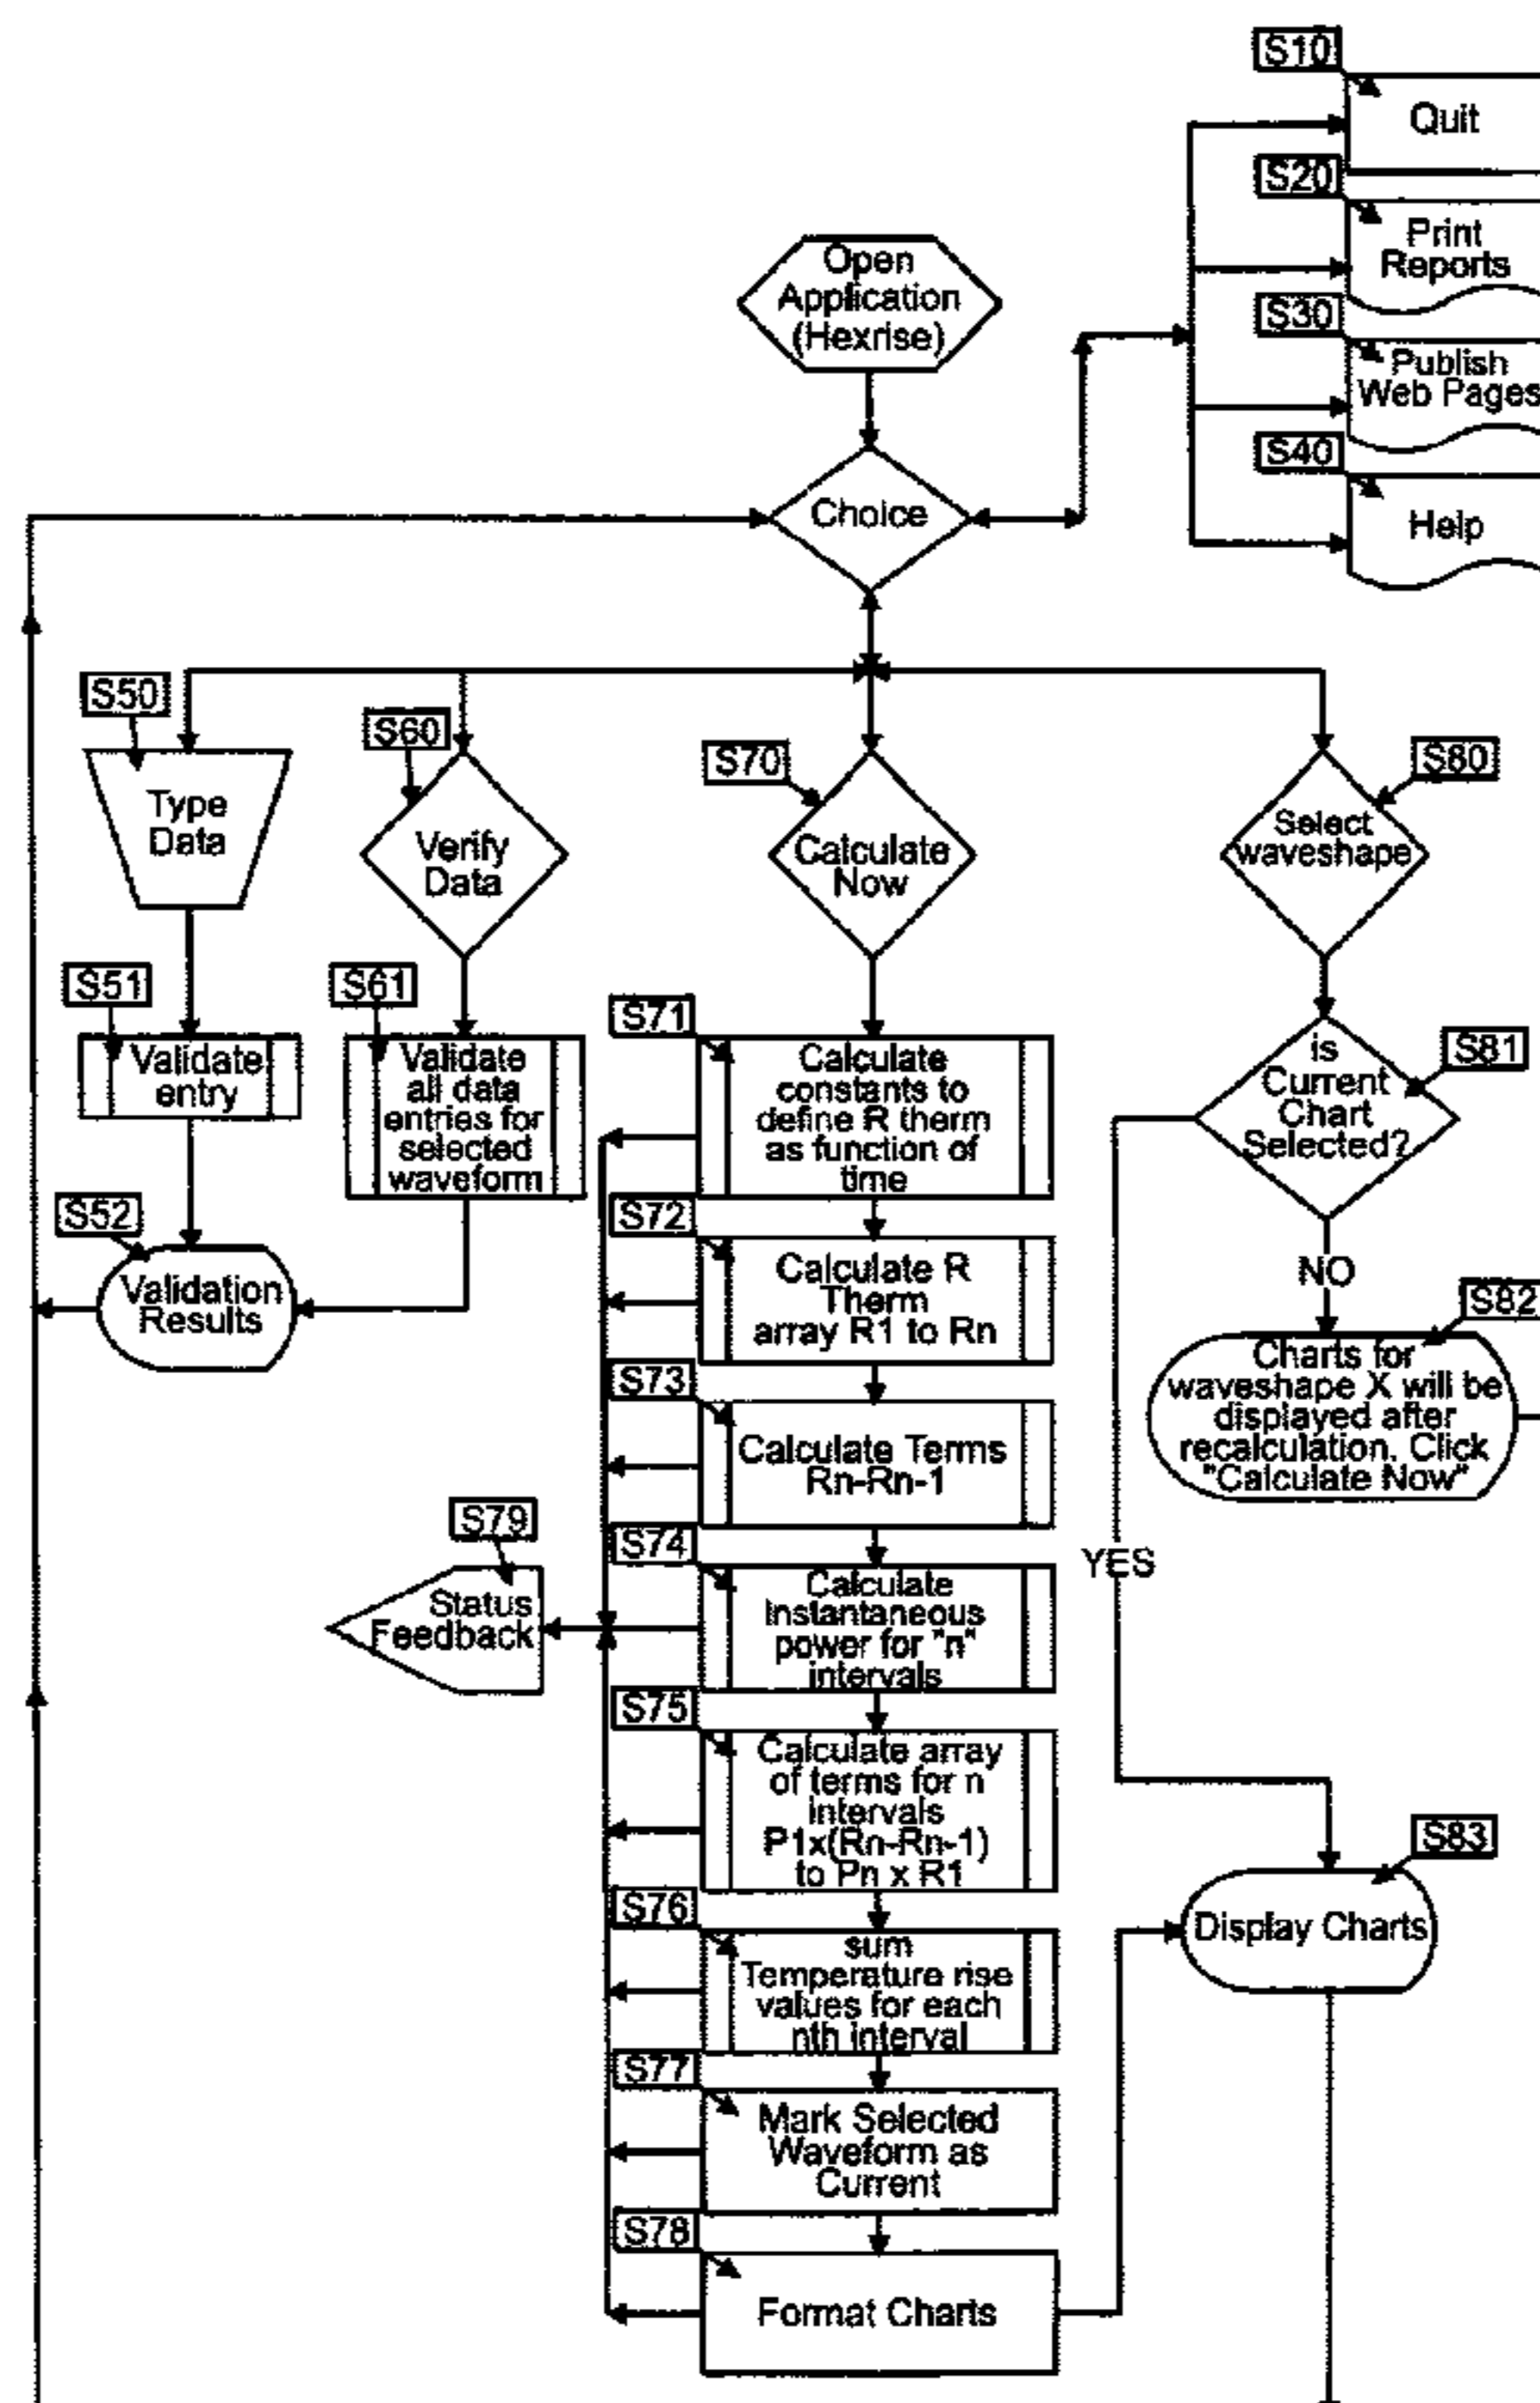 S10
Quit
S20
Print
Reports
S30
Publish
Web Pages
S40
Help
Open
Application
(Hexrise)
Choice
S50
Type
Data
S51
Validate
entry
S52
Validation
Results
S60
Verify
Data
S61
Validate
all data
entries for
selected
waveform
S70
Calculate
Now
S71
Calculate
constants to
define R therm
as function of
time
S72
Calculate R
Therm
array R1 to Rn
S73
Calculate Terms
Rn-Rn-1
S74
Calculate
Instantaneous
power for "n"
intervals
S79
Status
Feedback
S75
Calculate array
of terms for n
intervals
P1x(Rn-Rn-1)
to Pn x R1
S76
sum
Temperature rise
values for each
nth interval
S77
Mark Selected
Waveform as
Current
S78
Format Charts
S80
Select
waveshape
S81
is
Current
Chart
Selected?
NO
YES
S82
Charts for
waveshape X will be
displayed after
recalculation. Click
"Calculate Now"
S83
Display Charts